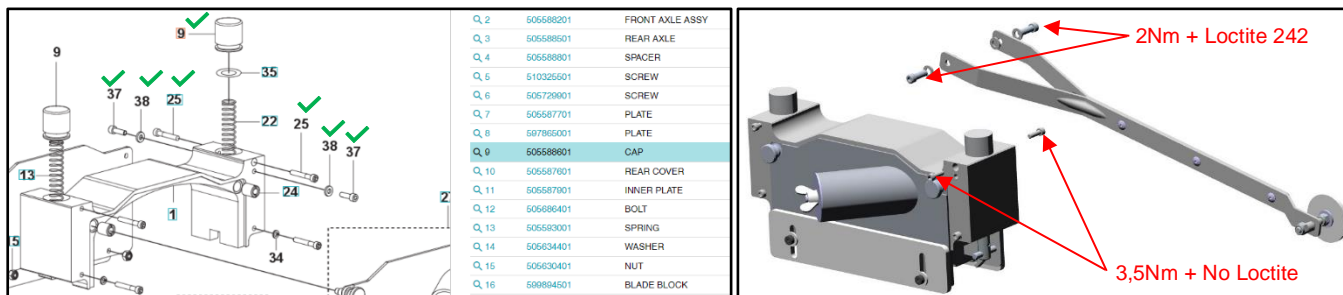 9
9
35
37
38
25
22
25
38
37
13
24
1
34
15
2 505588201 FRONT AXLE ASSY
3 505588501 REAR AXLE
4 505588801 SPACER
5 510325501 SCREW
6 505729901 SCREW
7 505587701 PLATE
8 597865001 PLATE
9 505588601 CAP
10 505587601 REAR COVER
11 505587901 INNER PLATE
12 505686401 BOLT
13 505593001 SPRING
14 505634401 WASHER
15 505630401 NUT
16 599894501 BLADE BLOCK
2Nm + Loctite 242
3,5Nm + No Loctite